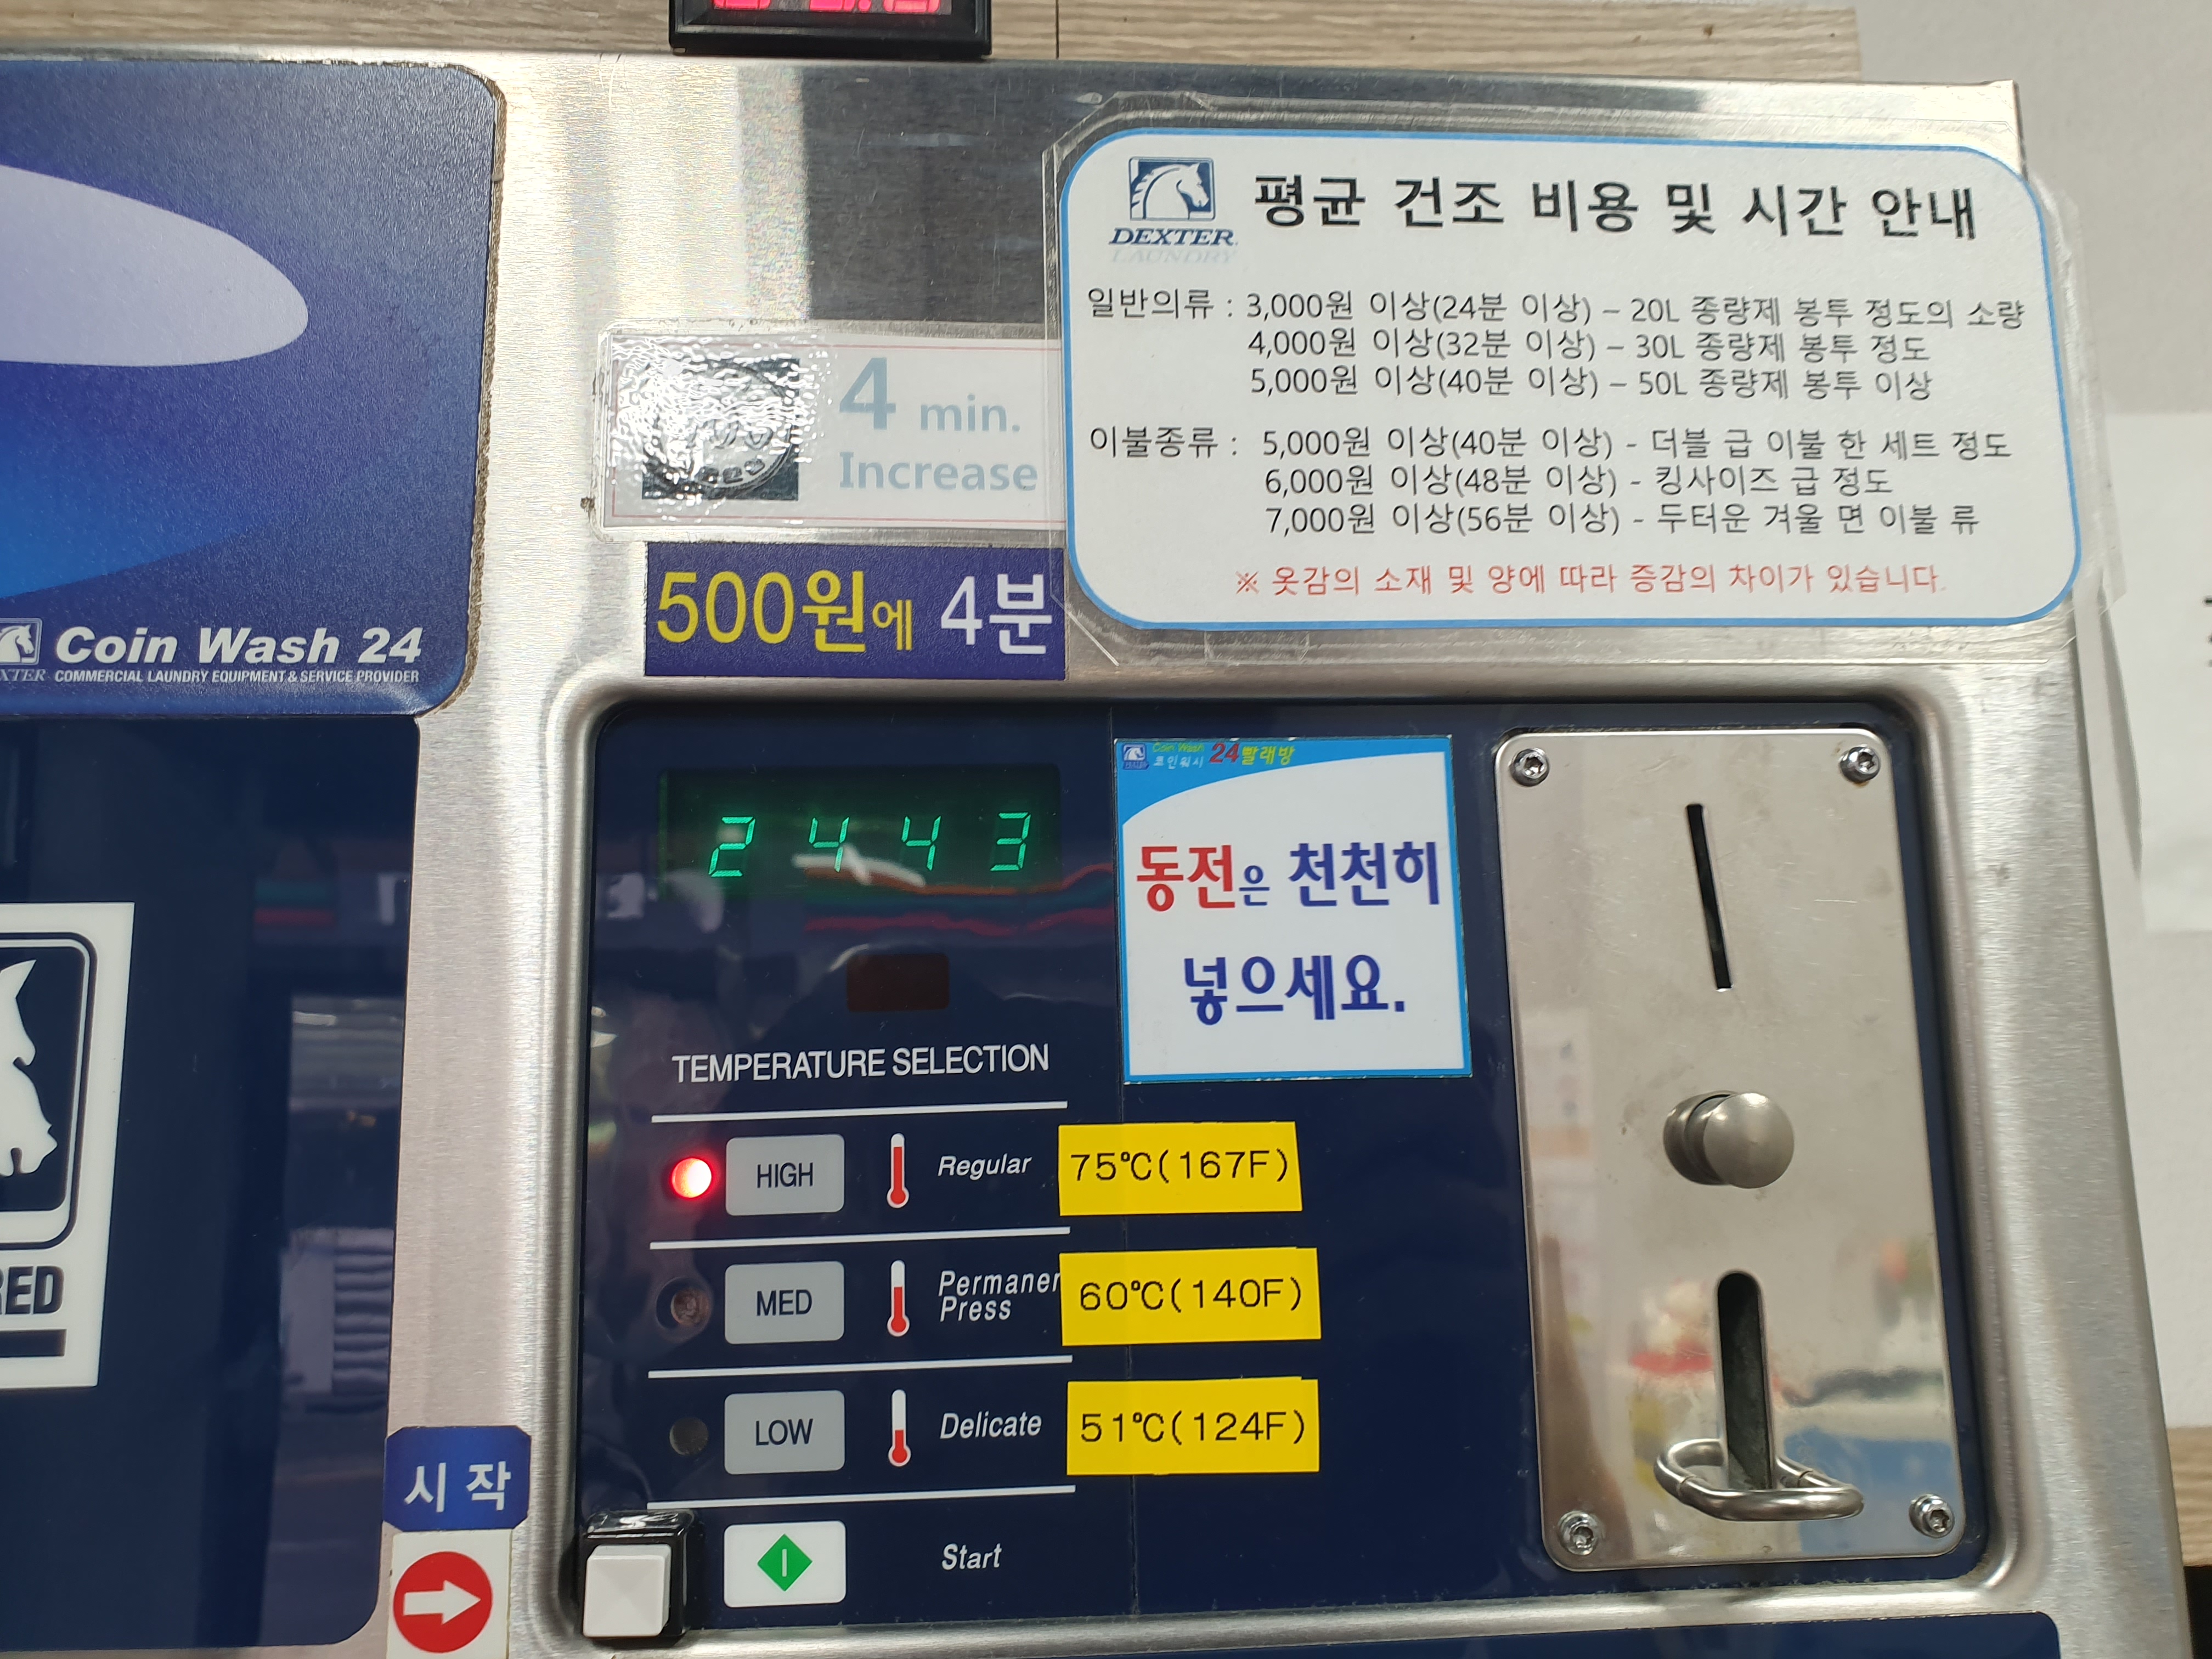 DEXTER
LAUNDRY
평균 건조 비용 및 시간 안내
일반의류 : 3,000원 이상(24분 이상) – 20L 종량제 봉투 정도의 소량
4,000원 이상(32분 이상) – 30L 종량제 봉투 정도
5,000원 이상(40분 이상) – 50L 종량제 봉투 이상
이불종류 : 5,000원 이상(40분 이상) - 더블 급 이불 한 세트 정도
6,000원 이상(48분 이상) - 킹사이즈 급 정도
7,000원 이상(56분 이상) - 두터운 겨울 면 이불 류
※ 옷감의 소재 및 양에 따라 증감의 차이가 있습니다.
4 min.
Increase
500원에 4분
Coin Wash 24
XTER COMMERCIAL LAUNDRY EQUIPMENT & SERVICE PROVIDER
2443
Coin Wash 24빨래방
코인워시
동전은 천천히
넣으세요.
TEMPERATURE SELECTION
HIGH Regular 75℃(167F)
MED Permanen
Press 60℃(140F)
LOW Delicate 51℃(124F)
RED
시작
Start